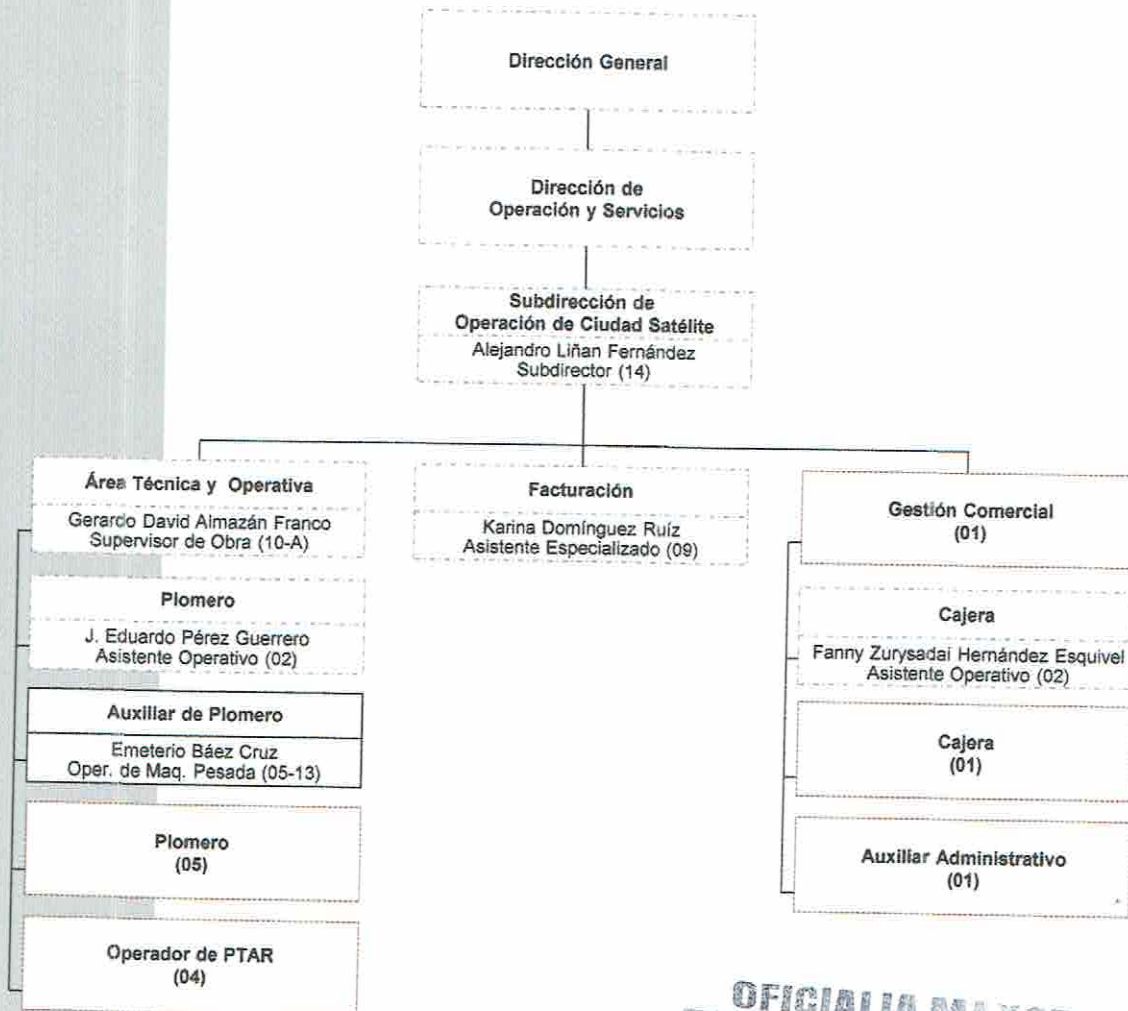 Dirección General
Dirección de
Operación y Servicios
Subdirección de
Operación de Ciudad Satélite
Alejandro Liñan Fernández
Subdirector (14)
Área Técnica y Operativa
Gerardo David Almazán Franco
Supervisor de Obra (10-A)
Plomero
J. Eduardo Pérez Guerrero
Asistente Operativo (02)
Auxiliar de Plomero
Emeterio Báez Cruz
Oper. de Maq. Pesada (05-13)
Plomero
(05)
Operador de PTAR
(04)
Facturación
Karina Domínguez Ruíz
Asistente Especializado (09)
Gestión Comercial
(01)
Cajera
Fanny Zurysadai Hernández Esquivel
Asistente Operativo (02)
Cajera
(01)
Auxiliar Administrativo
(01)
OFICIALIA MAYOR